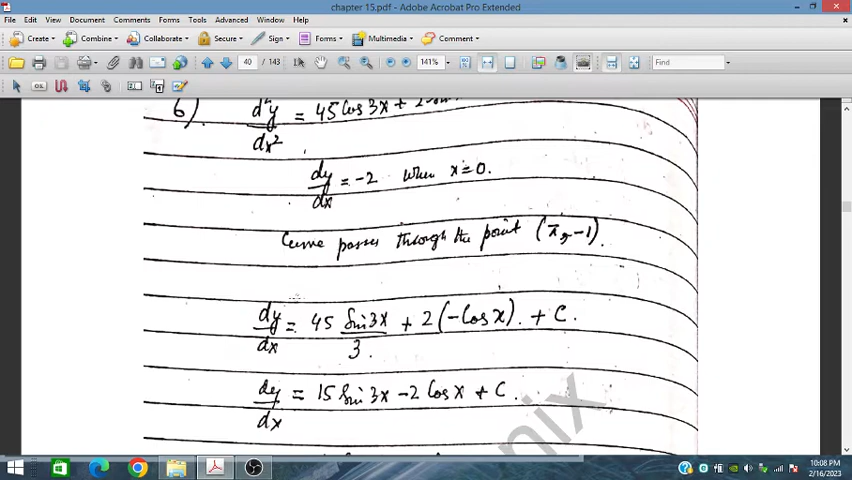 chapter 15.pdf - Adobe Acrobat Pro Extended
File Edit View Document Comments Forms Tools Advanced Window Help
Create Combine Collaborate Secure Sign Forms Multimedia Comment
40 / 143 141% Find
6) d²y/dx² = 45 Cos 3x +
dy/dx = -2 when x = 0.
Curve passes through the point (π, -1).
dy/dx = 45 Sin 3x/3 + 2(-Cos x) + C.
dy/dx = 15 Sin 3x - 2 Cos x + C.
nix
10:08 PM
2/16/2023